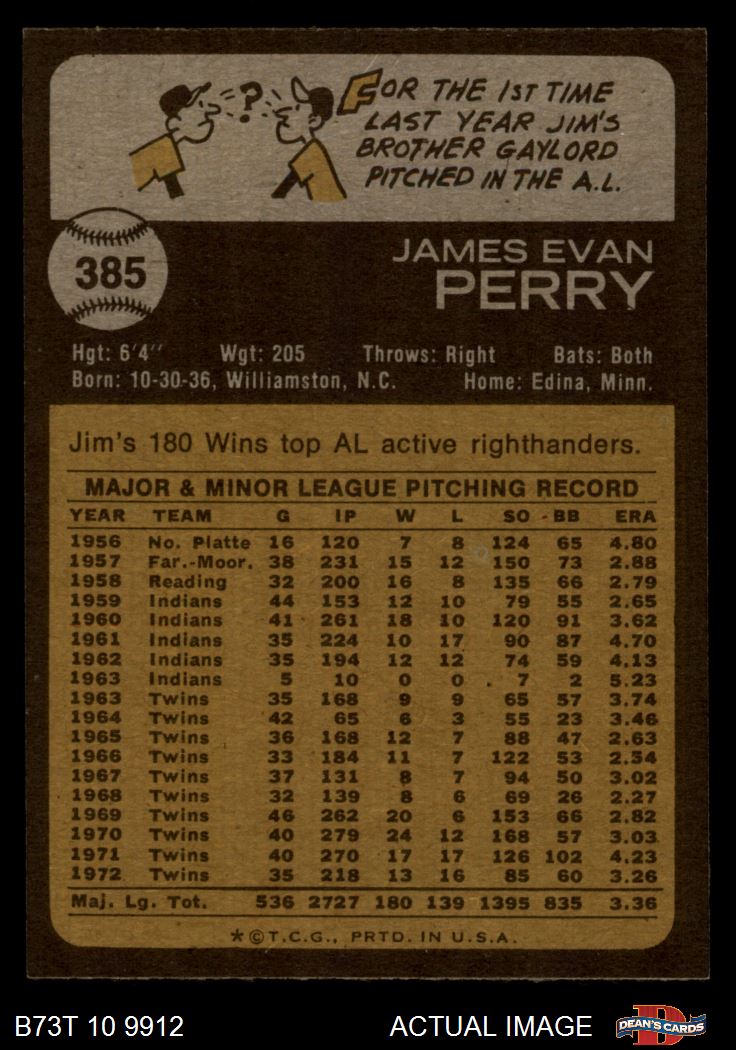 ?
FOR THE 1ST TIME
LAST YEAR JIM'S
BROTHER GAYLORD
PITCHED IN THE A.L.
385
JAMES EVAN
PERRY
Hgt: 6'4" Wgt: 205 Throws: Right Bats: Both
Born: 10-30-36, Williamston, N.C. Home: Edina, Minn.
Jim's 180 Wins top AL active righthanders.
MAJOR & MINOR LEAGUE PITCHING RECORD
YEAR TEAM G IP W L SO BB ERA
1956 No. Platte 16 120 7 8 124 65 4.80
1957 Far.-Moor. 38 231 15 12 150 73 2.88
1958 Reading 32 200 16 8 135 66 2.79
1959 Indians 44 153 12 10 79 55 2.65
1960 Indians 41 261 18 10 120 91 3.62
1961 Indians 35 224 10 17 90 87 4.70
1962 Indians 35 194 12 12 74 59 4.13
1963 Indians 5 10 0 0 7 2 5.23
1963 Twins 35 168 9 9 65 57 3.74
1964 Twins 42 65 6 3 55 23 3.46
1965 Twins 36 168 12 7 88 47 2.63
1966 Twins 33 184 11 7 122 53 2.54
1967 Twins 37 131 8 7 94 50 3.02
1968 Twins 32 139 8 6 69 26 2.27
1969 Twins 46 262 20 6 153 66 2.82
1970 Twins 40 279 24 12 168 57 3.03
1971 Twins 40 270 17 17 126 102 4.23
1972 Twins 35 218 13 16 85 60 3.26
Maj. Lg. Tot. 536 2727 180 139 1395 835 3.36
*©T.C.G., PRTD. IN U.S.A.
B73T 10 9912 ACTUAL IMAGE D DEAN'S CARDS